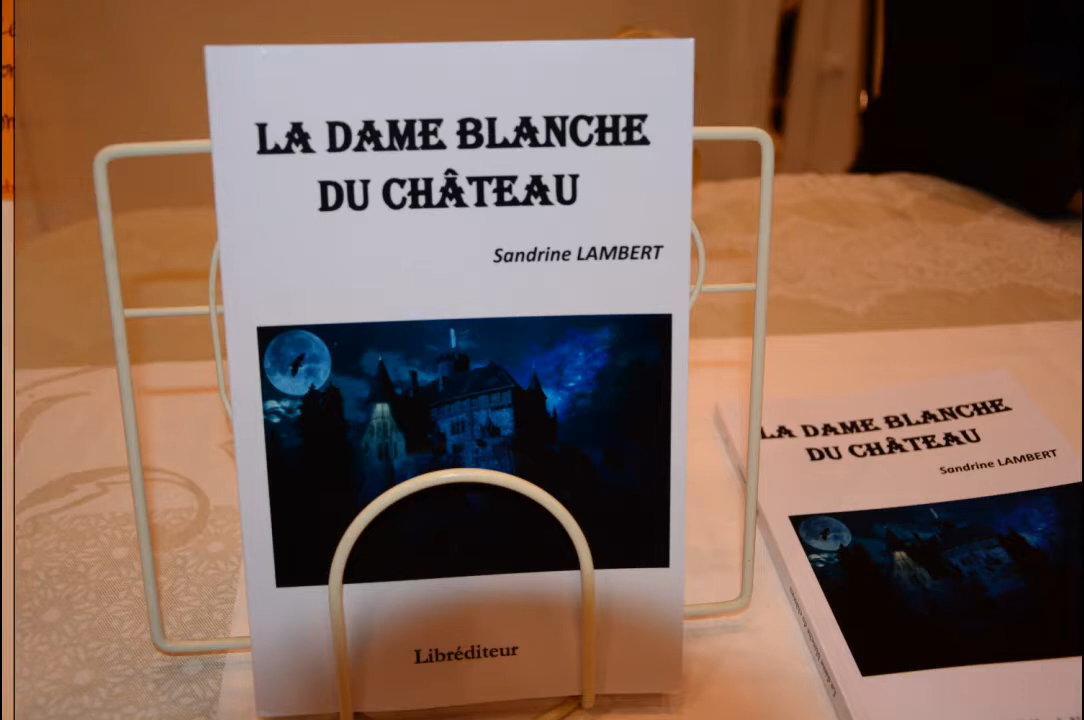 LA DAME BLANCHE
DU CHÂTEAU
Sandrine LAMBERT
Libréditeur
LA DAME BLANCHE
DU CHÂTEAU
Sandrine LAMBERT